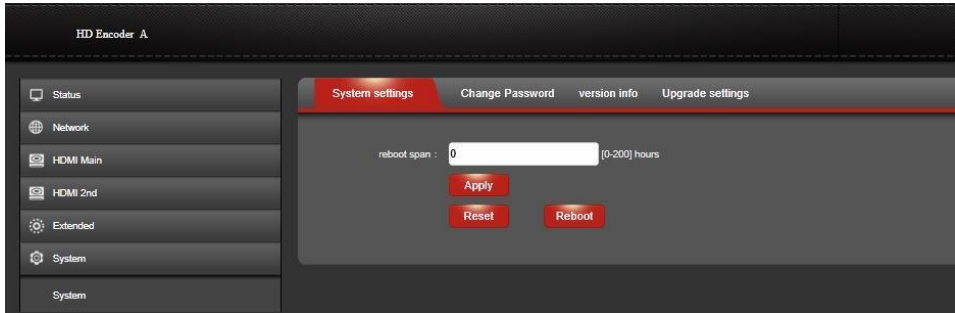 HD Encoder A
Status
Network
HDMI Main
HDMI 2nd
Extended
System
System
System settings Change Password version info Upgrade settings
reboot span : 0 [0-200] hours
Apply
Reset Reboot